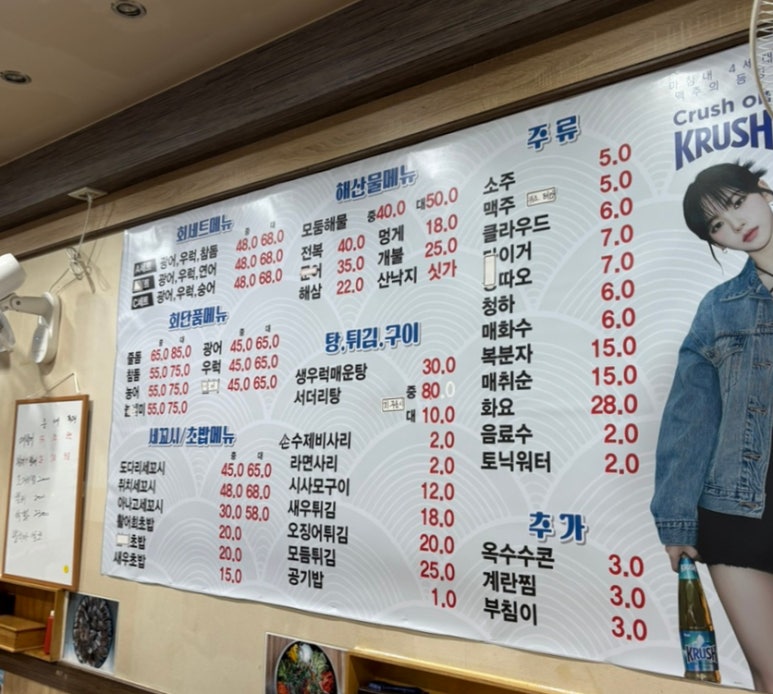 회세트메뉴
중 대
A세트 광어,우럭,참돔 48.0 68.0
광어,우럭,연어 48.0 68.0
C세트 광어,우럭,숭어 48.0 68.0
회단품메뉴
중 대
줄돔 65.0 85.0
참돔 55.0 75.0
농어 55.0 75.0
55.0 75.0
중 대
광어 45.0 65.0
우럭 45.0 65.0
45.0 65.0
세꼬시/초밥메뉴
중 대
도다리세꼬시 45.0 65.0
쥐치세꼬시 48.0 68.0
아나고세꼬시 30.0 58.0
활어회초밥 20.0
초밥 20.0
새우초밥 15.0
해산물메뉴
모둠해물 중40.0 대50.0
전복 40.0 멍게 18.0
35.0 개불 25.0
해삼 22.0 산낙지 싯가
탕,튀김,구이
생우럭매운탕 30.0
서더리탕 중 8.0
대 10.0
손수제비사리 2.0
라면사리 2.0
시사모구이 12.0
새우튀김 18.0
오징어튀김 20.0
모듬튀김 25.0
공기밥 1.0
주류
소주 5.0
맥주 5.0
클라우드 6.0
이거 7.0
따오 7.0
청하 6.0
매화수 6.0
복분자 15.0
매취순 15.0
화요 28.0
음료수 2.0
토닉워터 2.0
추가
옥수수콘 3.0
계란찜 3.0
부침이 3.0
마침내 4세대
맥주의
Crush
KRUSH
KRUSH